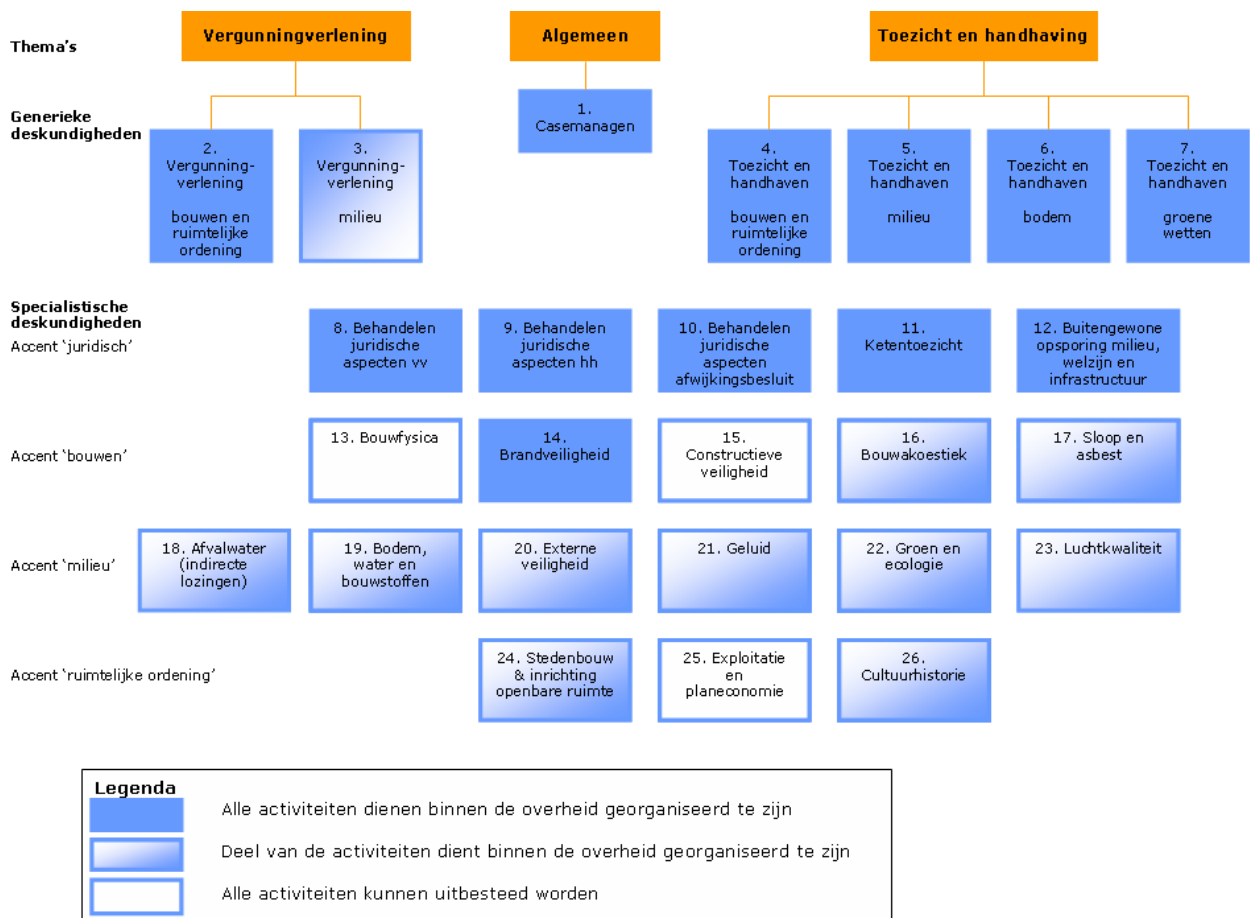 Thema's
Vergunningverlening
Algemeen
Toezicht en handhaving
Generieke
deskundigheden
1.
Casemanagen
2.
Vergunning-
verlening
bouwen en
ruimtelijke
ordening
3.
Vergunning-
verlening
milieu
4.
Toezicht en
handhaven
bouwen en
ruimtelijke
ordening
5.
Toezicht en
handhaven
milieu
6.
Toezicht en
handhaven
bodem
7.
Toezicht en
handhaven
groene
wetten
Specialistische
deskundigheden
Accent 'juridisch'
8. Behandelen
juridische
aspecten vv
9. Behandelen
juridische
aspecten hh
10. Behandelen
juridische
aspecten
afwijkingsbesluit
11.
Ketentoezicht
12. Buitengewone
opsporing milieu,
welzijn en
infrastructuur
Accent 'bouwen'
13. Bouwfysica
14.
Brandveiligheid
15.
Constructieve
veiligheid
16.
Bouwakoestiek
17. Sloop en
asbest
Accent 'milieu'
18. Afvalwater
(indirecte
lozingen)
19. Bodem,
water en
bouwstoffen
20. Externe
veiligheid
21. Geluid
22. Groen en
ecologie
23. Luchtkwaliteit
Accent 'ruimtelijke ordening'
24. Stedenbouw
& inrichting
openbare ruimte
25. Exploitatie
en
planeconomie
26.
Cultuurhistorie
Legenda
Alle activiteiten dienen binnen de overheid georganiseerd te zijn
Deel van de activiteiten dient binnen de overheid georganiseerd te zijn
Alle activiteiten kunnen uitbesteed worden